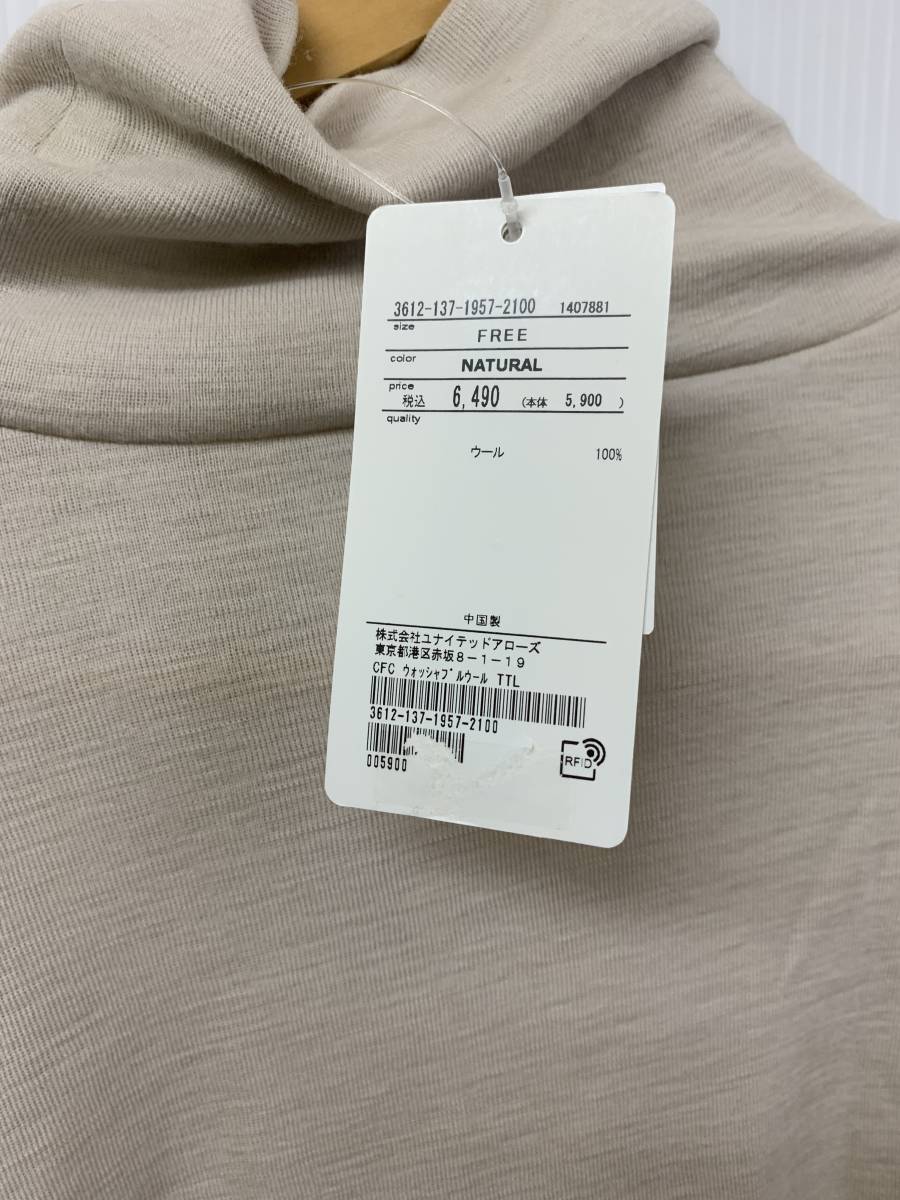 3612-137-1957-2100 1407881
size
FREE
color
NATURAL
price
税込 6,490 (本体 5,900 )
quality
ウール 100%
中国製
株式会社ユナイテッドアローズ
東京都港区赤坂8-1-19
CFC ウォッシャブルウール TTL
3612-137-1957-2100
005900
RFID